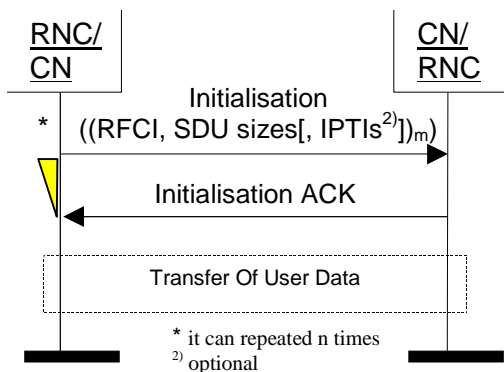 RNC/ CN/
CN RNC
Initialisation
* ((RFCI, SDU sizes[, IPTIs²⁾])ₘ)
Initialisation ACK
Transfer Of User Data
* it can repeated n times
²⁾ optional